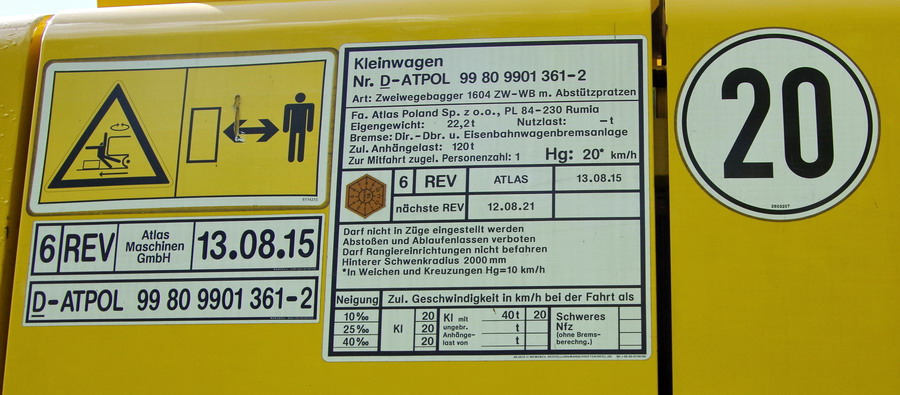 Kleinwagen
Nr. D-ATPOL 99 80 9901 361-2
Art: Zweiwegebagger 1604 ZW-WB m. Abstützpratzen
Fa. Atlas Poland Sp. z o.o., PL 84-230 Rumia
Eigengewicht: 22,2t Nutzlast: -t
Bremse: Dir.-Dbr. u. Eisenbahnwagenbremsanlage
Zul. Anhängelast: 120t
Zur Mitfahrt zugel. Personenzahl: 1 Hg: 20* km/h
6 REV ATLAS 13.08.15
nächste REV 12.08.21
Darf nicht in Züge eingestellt werden
Abstoßen und Ablaufenlassen verboten
Darf Rangiereinrichtungen nicht befahren
Hinterer Schwenkradius 2000 mm
*In Weichen und Kreuzungen Hg=10 km/h
Neigung Zul. Geschwindigkeit in km/h bei der Fahrt als
10‰ 20 Kl mit 40t 20 Schweres
25‰ Kl 20 ungebr. t Nfz
Anhänge- (ohne Brems-
40‰ 20 last von t berechng.)
6 REV Atlas Maschinen GmbH 13.08.15
D-ATPOL 99 80 9901 361-2
20